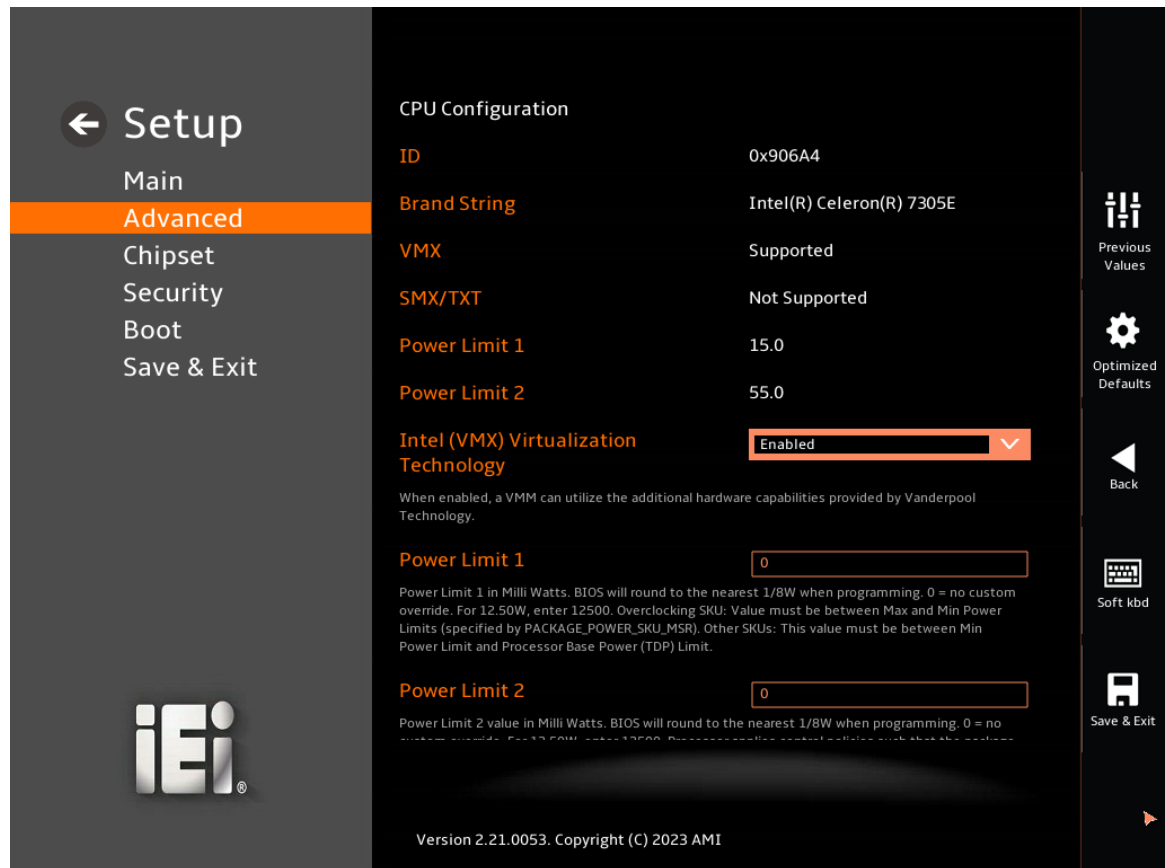 Setup
Main
Advanced
Chipset
Security
Boot
Save & Exit
iEi®
CPU Configuration
ID 0x906A4
Brand String Intel(R) Celeron(R) 7305E
VMX Supported
SMX/TXT Not Supported
Power Limit 1 15.0
Power Limit 2 55.0
Intel (VMX) Virtualization
Technology
Enabled
When enabled, a VMM can utilize the additional hardware capabilities provided by Vanderpool
Technology.
Power Limit 1 0
Power Limit 1 in Milli Watts. BIOS will round to the nearest 1/8W when programming. 0 = no custom
override. For 12.50W, enter 12500. Overclocking SKU: Value must be between Max and Min Power
Limits (specified by PACKAGE_POWER_SKU_MSR). Other SKUs: This value must be between Min
Power Limit and Processor Base Power (TDP) Limit.
Power Limit 2 0
Power Limit 2 value in Milli Watts. BIOS will round to the nearest 1/8W when programming. 0 = no
Version 2.21.0053. Copyright (C) 2023 AMI
Previous
Values
Optimized
Defaults
Back
Soft kbd
Save & Exit